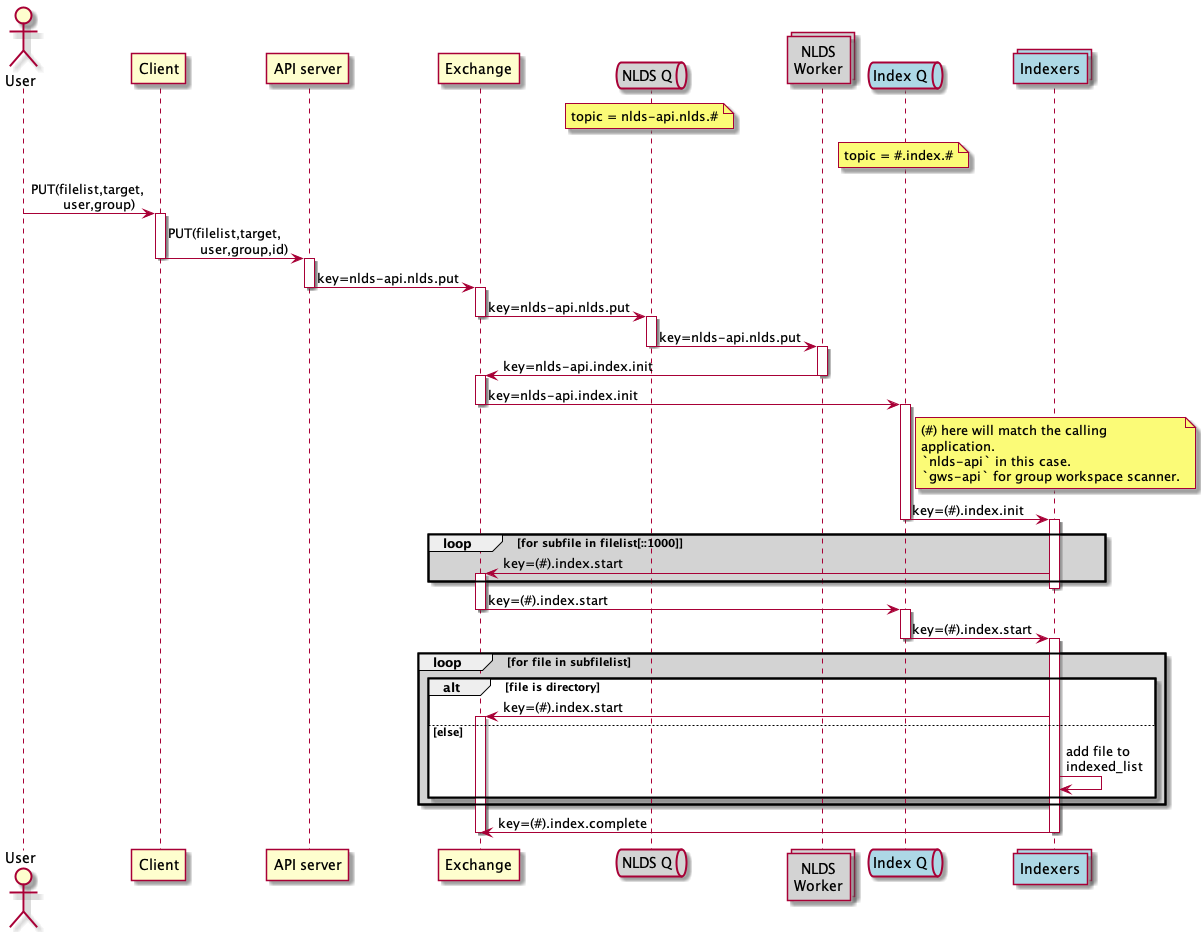 User
Client
API server
Exchange
NLDS Q
NLDS
Worker
Index Q
Indexers
topic = nlds-api.nlds.#
topic = #.index.#
PUT(filelist,target,
user,group)
PUT(filelist,target,
user,group,id)
key=nlds-api.nlds.put
key=nlds-api.nlds.put
key=nlds-api.nlds.put
key=nlds-api.index.init
key=nlds-api.index.init
(#) here will match the calling
application.
`nlds-api` in this case.
`gws-api` for group workspace scanner.
key=(#).index.init
loop [for subfile in filelist[::1000]]
key=(#).index.start
key=(#).index.start
key=(#).index.start
loop [for file in subfilelist]
alt [file is directory]
key=(#).index.start
[else]
add file to
indexed_list
key=(#).index.complete
User
Client
API server
Exchange
NLDS Q
NLDS
Worker
Index Q
Indexers